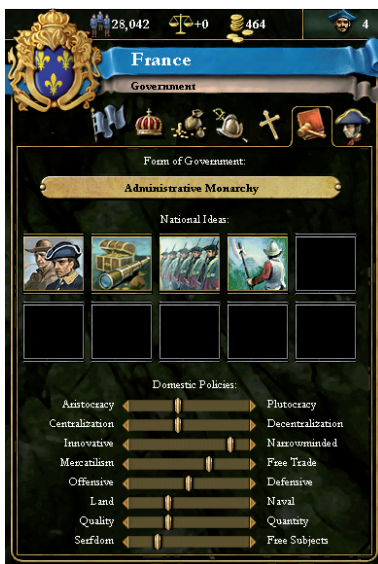 28,042 +0 464 4
France
Government
Form of Government:
Administrative Monarchy
National Ideas:
Domestic Policies:
Aristocracy Plutocracy
Centralization Decentralization
Innovative Narrowminded
Mercatilism Free Trade
Offensive Defensive
Land Naval
Quality Quantity
Serfdom Free Subjects